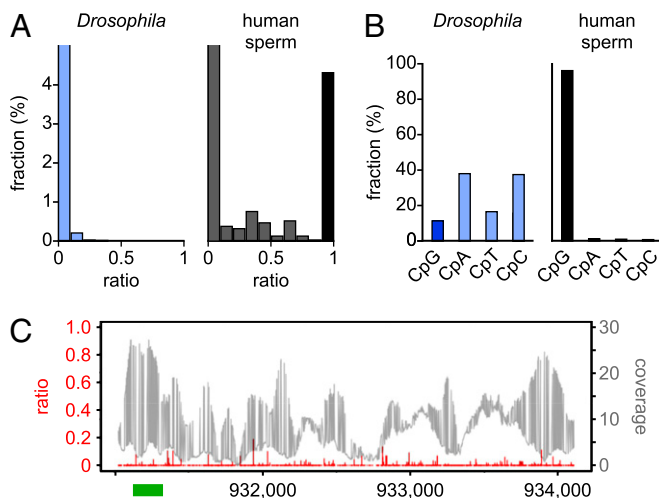 A
Drosophila
human
sperm
fraction (%)
4
3
2
1
0
0
0.5
1
ratio
0
0.5
1
ratio
B
Drosophila
human
sperm
fraction (%)
100
80
60
40
20
0
CpG
CpA
CpT
CpC
CpG
CpA
CpT
CpC
C
ratio
1.0
0.8
0.6
0.4
0.2
0
30
20
10
0
coverage
932,000
933,000
934,000